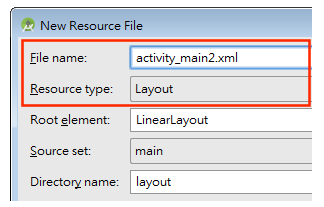 New Resource File
File name: activity_main2.xml
Resource type: Layout
Root element: LinearLayout
Source set: main
Directory name: layout